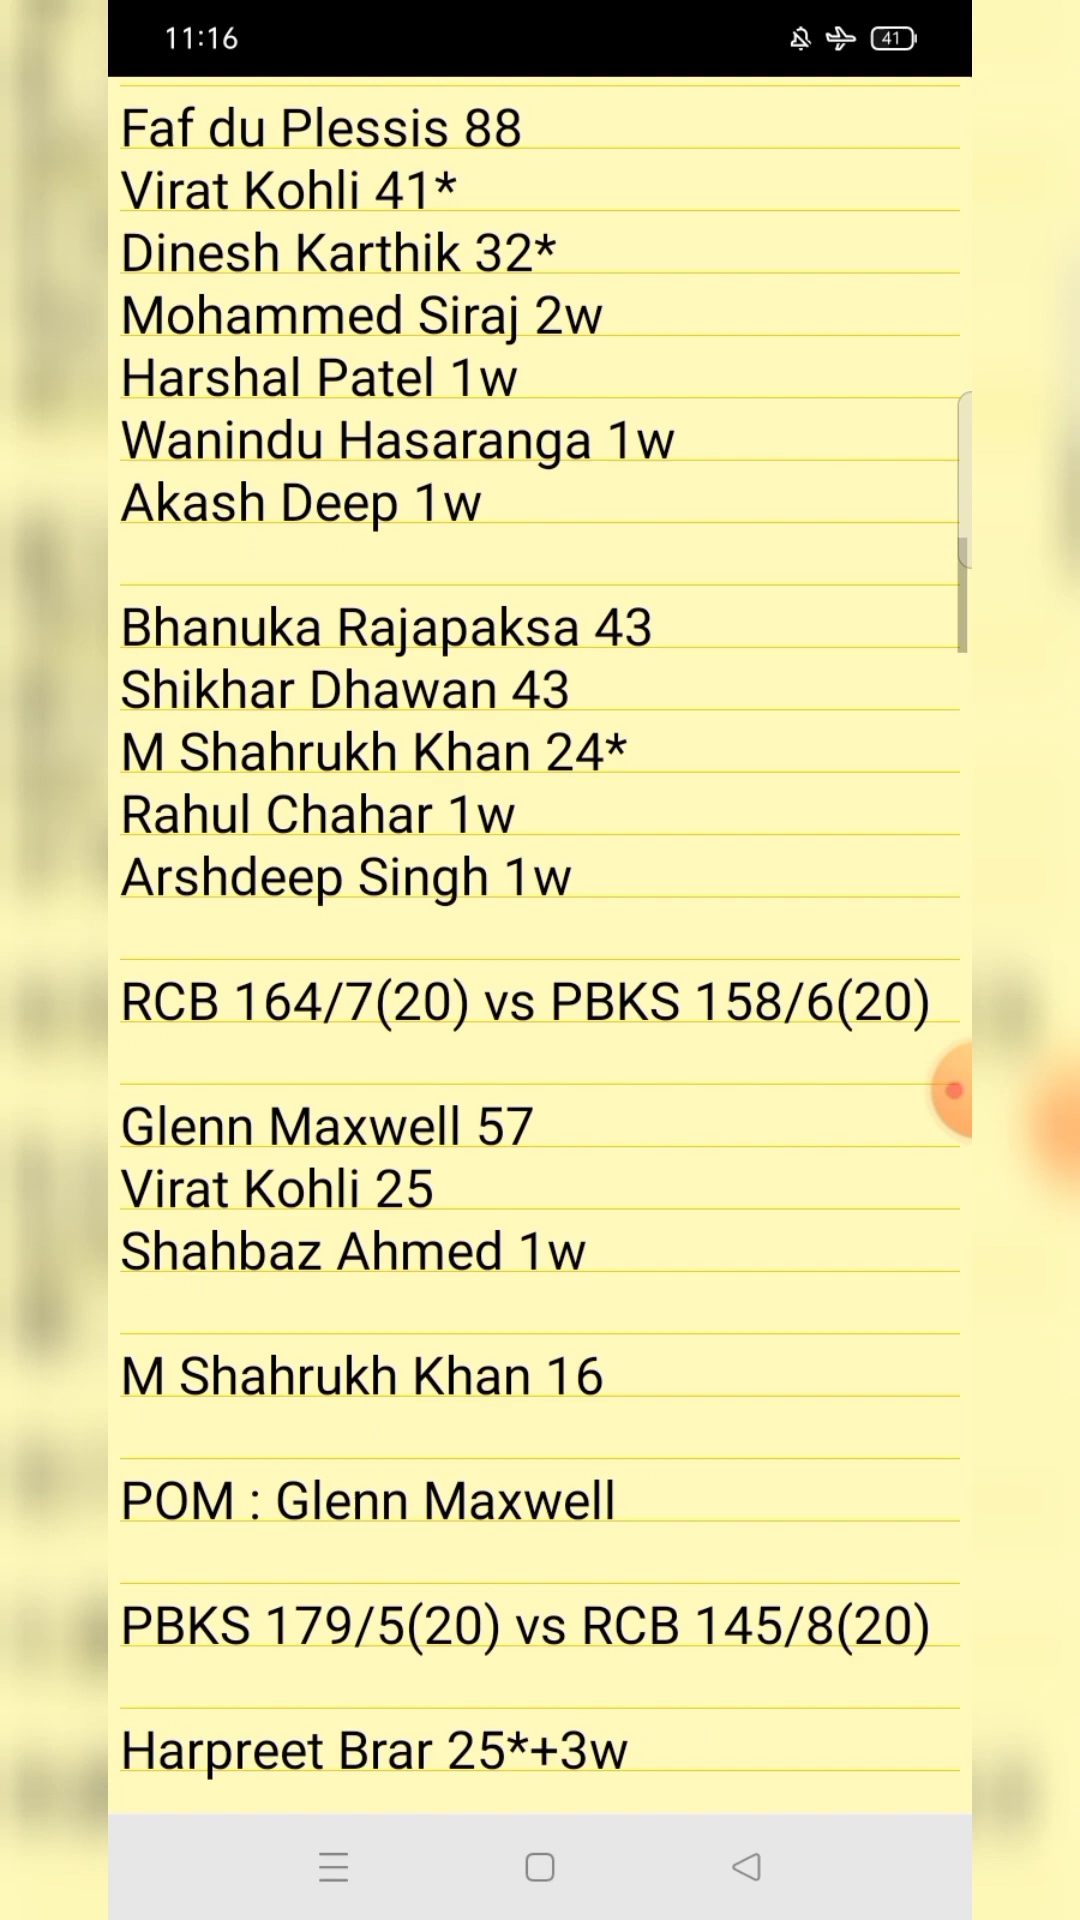 11:16
41
Faf du Plessis 88
Virat Kohli 41*
Dinesh Karthik 32*
Mohammed Siraj 2w
Harshal Patel 1w
Wanindu Hasaranga 1w
Akash Deep 1w
Bhanuka Rajapaksa 43
Shikhar Dhawan 43
M Shahrukh Khan 24*
Rahul Chahar 1w
Arshdeep Singh 1w
RCB 164/7(20) vs PBKS 158/6(20)
Glenn Maxwell 57
Virat Kohli 25
Shahbaz Ahmed 1w
M Shahrukh Khan 16
POM : Glenn Maxwell
PBKS 179/5(20) vs RCB 145/8(20)
Harpreet Brar 25*+3w